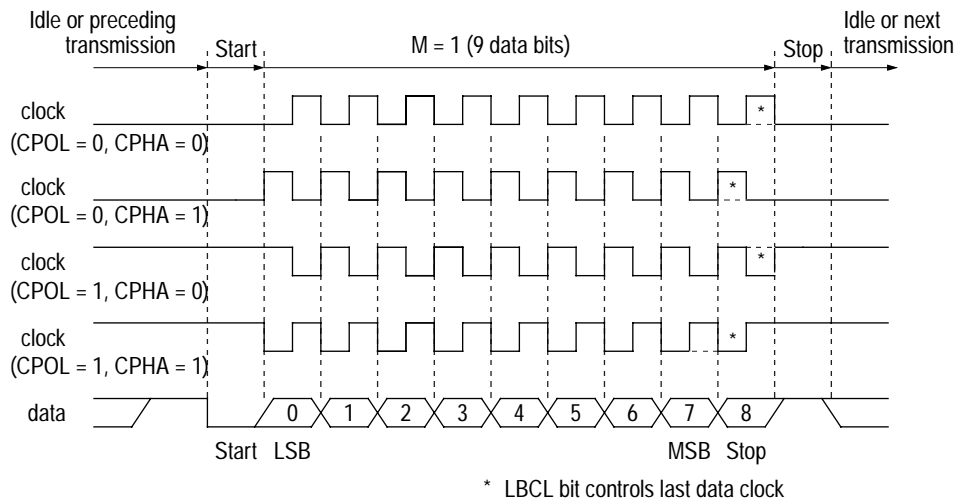 Idle or preceding
transmission
Start
M = 1 (9 data bits)
Stop
Idle or next
transmission
clock
(CPOL = 0, CPHA = 0)
*
clock
(CPOL = 0, CPHA = 1)
*
clock
(CPOL = 1, CPHA = 0)
*
clock
(CPOL = 1, CPHA = 1)
*
data
0 1 2 3 4 5 6 7 8
Start LSB MSB Stop
* LBCL bit controls last data clock